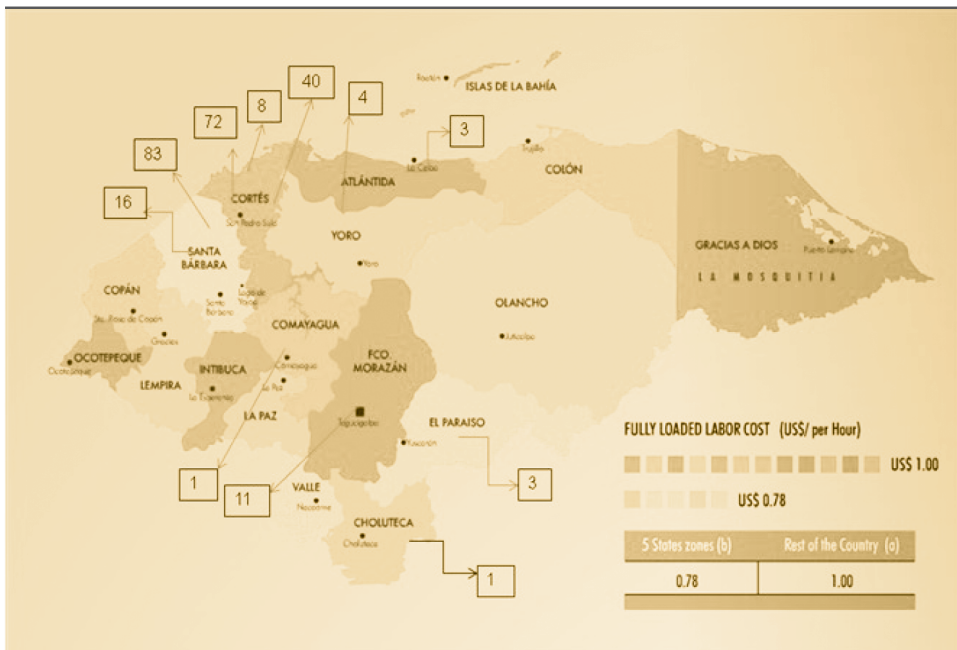 40
8
4
72
3
83
16
Roatán
ISLAS DE LA BAHÍA
Trujillo
La Ceiba
COLÓN
ATLÁNTIDA
CORTÉS
San Pedro Sula
YORO
Yoro
GRACIAS A DIOS
Puerto Lempira
LA MOSQUITIA
SANTA
BÁRBARA
Santa
Bárbara
Lago de
Yojoa
COPÁN
Sta. Rosa de Copán
Gracias
OLANCHO
Juticalpa
COMAYAGUA
Comayagua
OCOTEPEQUE
Ocotepeque
LEMPIRA
INTIBUCA
La Esperanza
La Paz
LA PAZ
FCO.
MORAZÁN
Tegucigalpa
EL PARAISO
Yuscarán
1
11
3
VALLE
Nacaome
CHOLUTECA
Choluteca
1
FULLY LOADED LABOR COST (US$/ per Hour)
US$ 1.00
US$ 0.78
5 States zones (b) Rest of the Country (a)
0.78 1.00